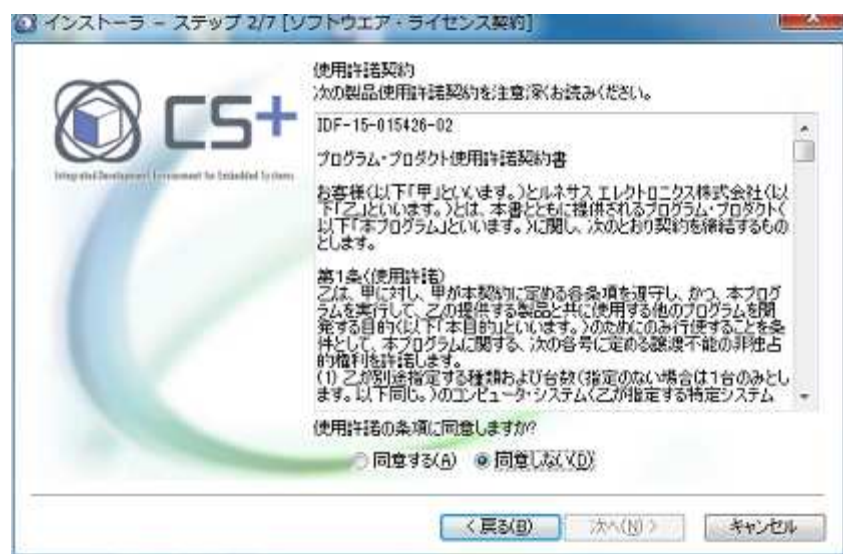 インストーラ － ステップ 2/7 [ソフトウエア・ライセンス契約]
CS+
Integrated Development Environment for Embedded Systems
使用許諾契約
次の製品使用許諾契約を注意深くお読みください。
IDF-15-015426-02
プログラム・プロダクト使用許諾契約書
お客様(以下「甲」といいます。)とルネサス エレクトロニクス株式会社(以
下「乙」といいます。)とは、本書とともに提供されるプログラム・プロダクト(
以下「本プログラム」といいます。)に関し、次のとおり契約を締結するもの
とします。
第1条(使用許諾)
乙は、甲に対し、甲が本契約に定める各条項を遵守し、かつ、本プログ
ラムを実行して、乙の提供する製品と共に使用する他のプログラムを開
発する目的(以下「本目的」といいます。)のためにのみ行使することを条
件として、本プログラムに関する、次の各号に定める譲渡不能の非独占
的権利を許諾します。
(1) 乙が別途指定する種類および台数(指定のない場合は1台のみとし
ます。以下同じ。)のコンピュータ・システム(乙が指定する特定システム
使用許諾の条項に同意しますか?
同意する(A) 同意しない(D)
< 戻る(B) 次へ(N) > キャンセル